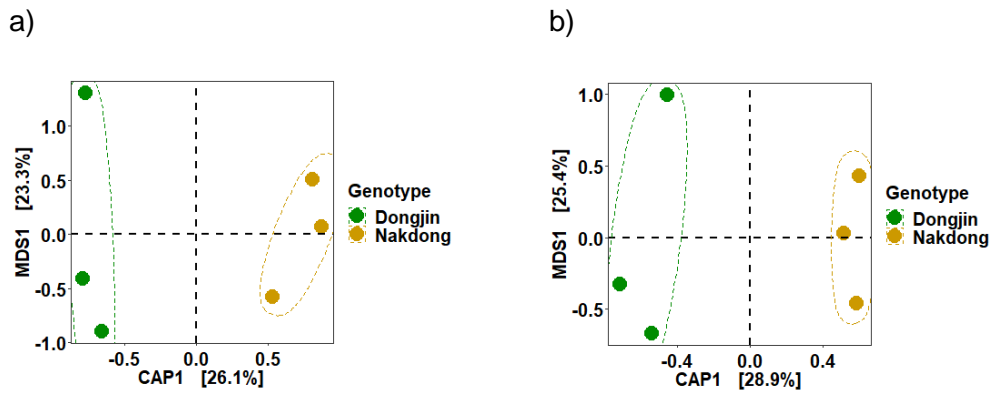 a)
1.0
0.5
0.0
-0.5
-1.0
MDS1 [23.3%]
-0.5 0.0 0.5
CAP1 [26.1%]
Genotype
Dongjin
Nakdong
b)
1.0
0.5
0.0
-0.5
MDS1 [25.4%]
-0.4 0.0 0.4
CAP1 [28.9%]
Genotype
Dongjin
Nakdong